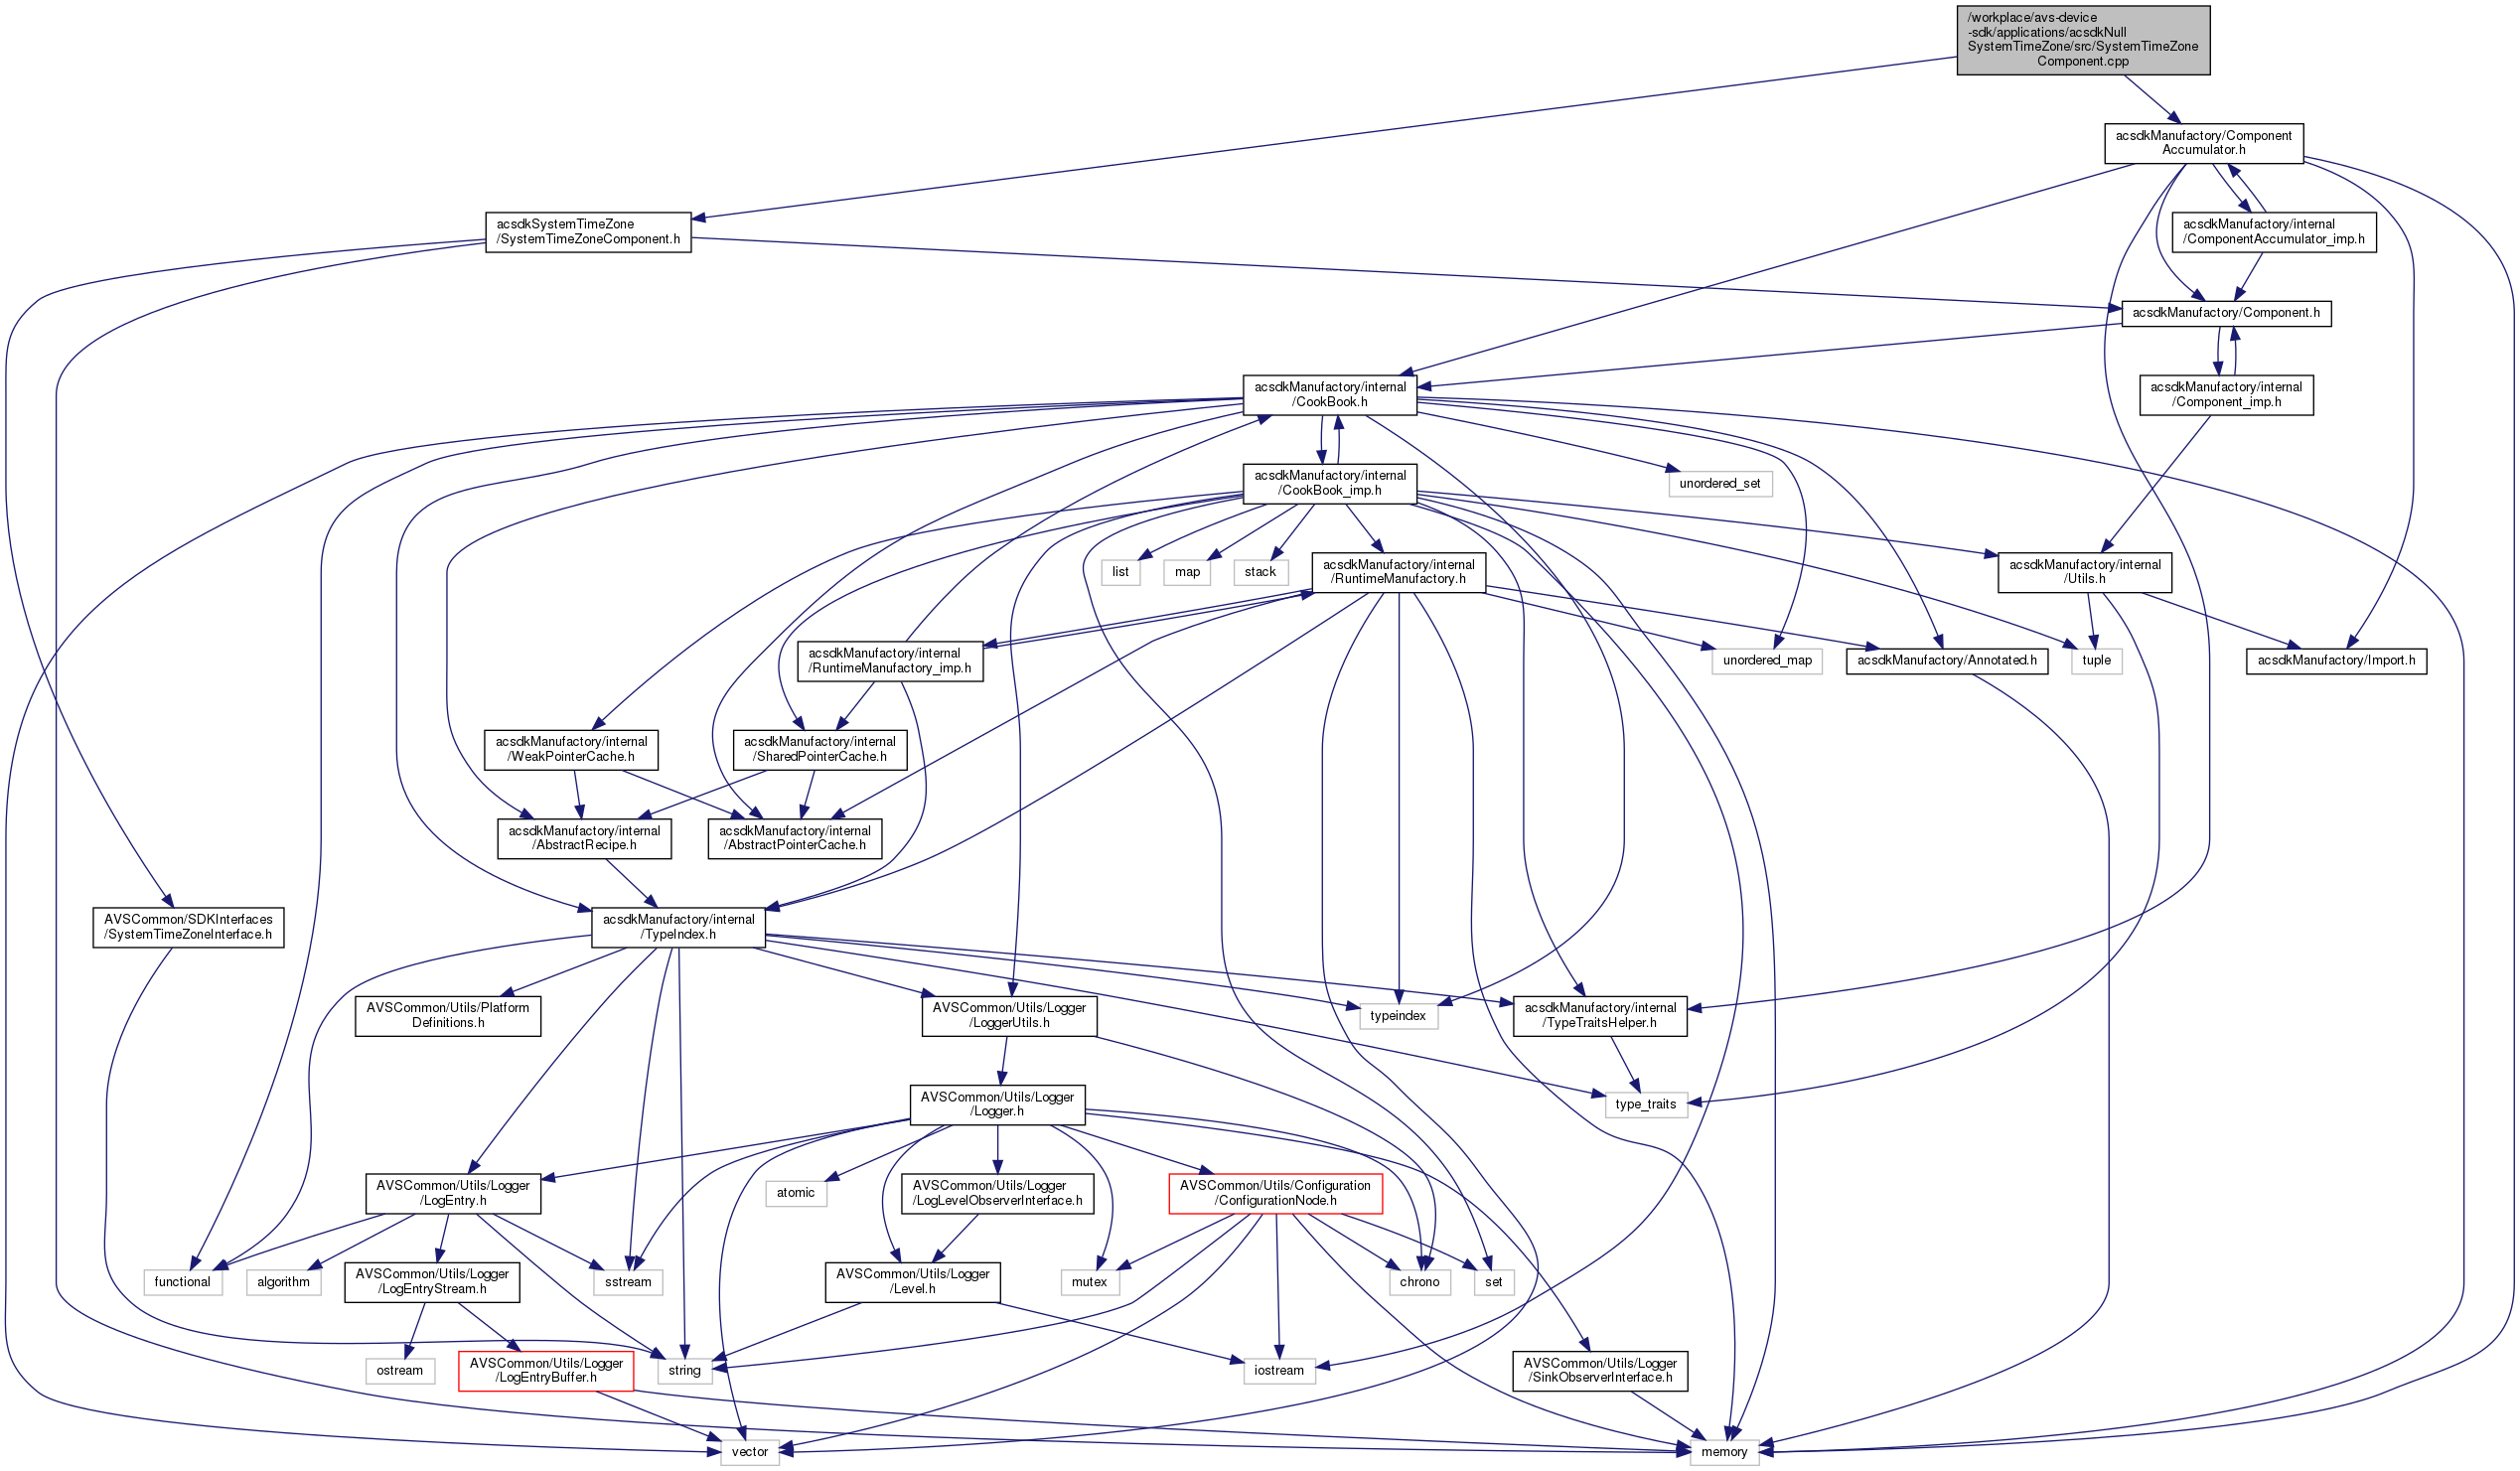 /workplace/avs-device
-sdk/applications/acsdkNull
SystemTimeZone/src/SystemTimeZone
Component.cpp
acsdkManufactory/Component
Accumulator.h
acsdkSystemTimeZone
/SystemTimeZoneComponent.h
acsdkManufactory/internal
/ComponentAccumulator_imp.h
acsdkManufactory/Component.h
acsdkManufactory/internal
/CookBook.h
acsdkManufactory/internal
/Component_imp.h
acsdkManufactory/internal
/CookBook_imp.h
unordered_set
list
map
stack
acsdkManufactory/internal
/RuntimeManufactory.h
acsdkManufactory/internal
/Utils.h
acsdkManufactory/internal
/RuntimeManufactory_imp.h
unordered_map
acsdkManufactory/Annotated.h
tuple
acsdkManufactory/Import.h
acsdkManufactory/internal
/WeakPointerCache.h
acsdkManufactory/internal
/SharedPointerCache.h
acsdkManufactory/internal
/AbstractRecipe.h
acsdkManufactory/internal
/AbstractPointerCache.h
AVSCommon/SDKInterfaces
/SystemTimeZoneInterface.h
acsdkManufactory/internal
/TypeIndex.h
AVSCommon/Utils/Platform
Definitions.h
AVSCommon/Utils/Logger
/LoggerUtils.h
typeindex
acsdkManufactory/internal
/TypeTraitsHelper.h
AVSCommon/Utils/Logger
/Logger.h
type_traits
AVSCommon/Utils/Logger
/LogEntry.h
atomic
AVSCommon/Utils/Logger
/LogLevelObserverInterface.h
AVSCommon/Utils/Configuration
/ConfigurationNode.h
functional
algorithm
AVSCommon/Utils/Logger
/LogEntryStream.h
sstream
AVSCommon/Utils/Logger
/Level.h
mutex
chrono
set
ostream
AVSCommon/Utils/Logger
/LogEntryBuffer.h
string
iostream
AVSCommon/Utils/Logger
/SinkObserverInterface.h
vector
memory